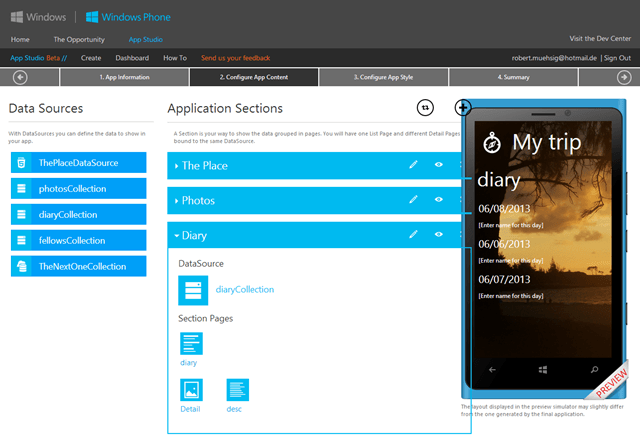 Windows | Windows Phone
Home The Opportunity App Studio Visit the Dev Center
App Studio Beta // Create Dashboard How To Send us your feedback robert.muehsig@hotmail.de | Sign Out
1. App Information 2. Configure App Content 3. Configure App Style 4. Summary
Data Sources
With DataSources you can define the data to show in
your app.
ThePlaceDataSource
photosCollection
diaryCollection
fellowsCollection
TheNextOneCollection
Application Sections
A Section is your way to show the data grouped in pages. You will have one List Page and different Detail Pages
bound to the same DataSource.
The Place
Photos
Diary
DataSource
diaryCollection
Section Pages
diary
Detail desc
My trip
diary
06/08/2013
[Enter name for this day]
06/06/2013
[Enter name for this day]
06/07/2013
[Enter name for this day]
PREVIEW
The layout displayed in the preview simulator may slightly differ
from the one generated by the final application.